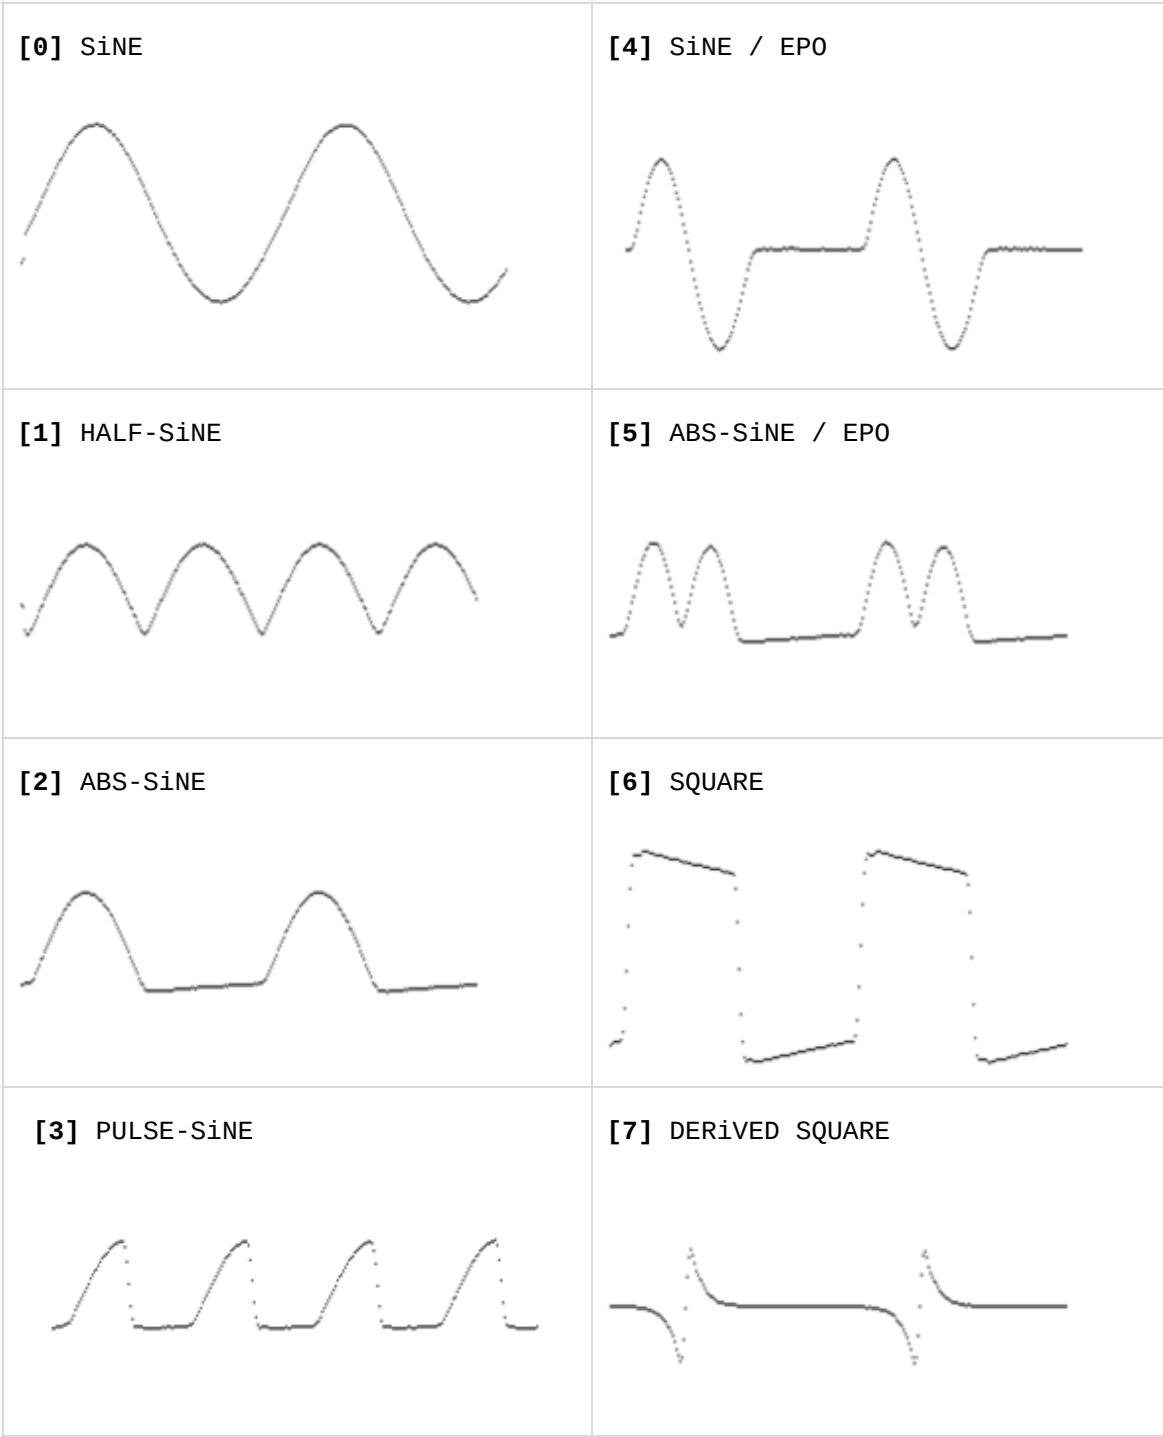 [0] SiNE
[4] SiNE / EPO
[1] HALF-SiNE
[5] ABS-SiNE / EPO
[2] ABS-SiNE
[6] SQUARE
[3] PULSE-SiNE
[7] DERiVED SQUARE